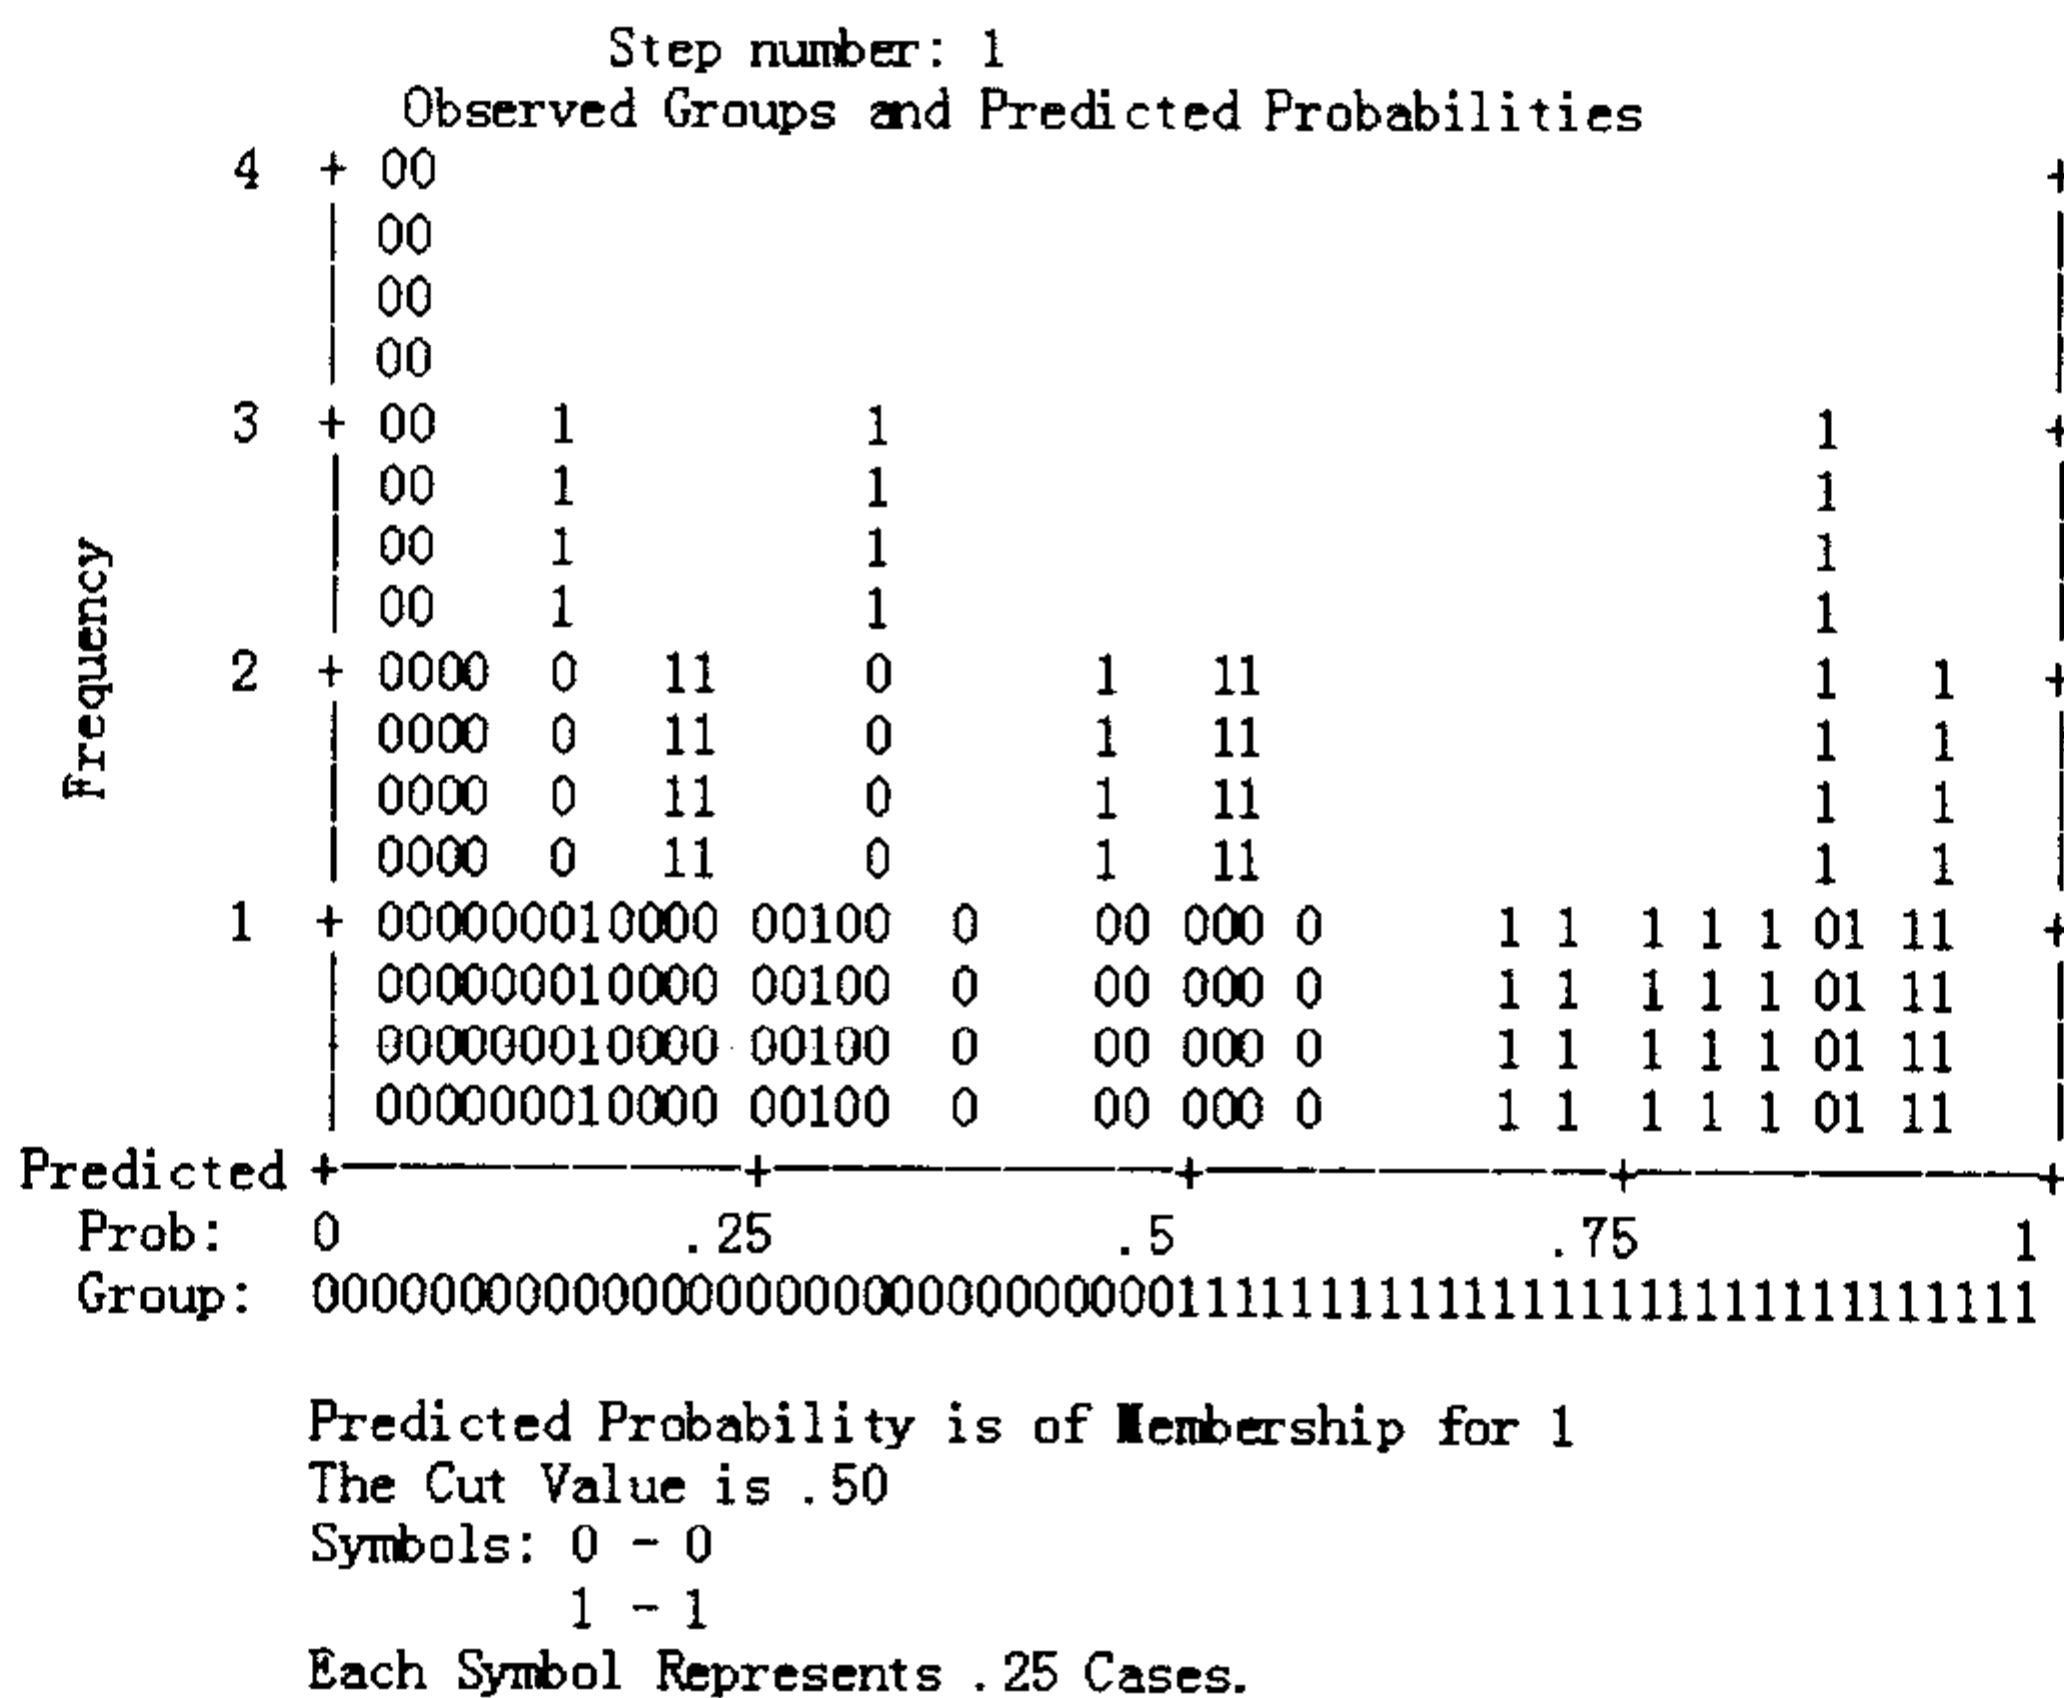 Step number: 1
Observed Groups and Predicted Probabilities
4 + 00 +
| 00 |
| 00 |
| 00 |
3 + 00 1 1 1 +
| 00 1 1 1 |
| 00 1 1 1 |
| 00 1 1 1 |
2 + 0000 0 11 0 1 11 1 1 +
| 0000 0 11 0 1 11 1 1 |
| 0000 0 11 0 1 11 1 1 |
| 0000 0 11 0 1 11 1 1 |
1 + 000000010000 00100 0 00 000 0 1 1 1 1 1 01 11 +
| 000000010000 00100 0 00 000 0 1 1 1 1 1 01 11 |
| 000000010000 00100 0 00 000 0 1 1 1 1 1 01 11 |
| 000000010000 00100 0 00 000 0 1 1 1 1 1 01 11 |
Frequency
Predicted
Prob: 0 .25 .5 .75 1
Group: 000000000000000000000000000000111111111111111111111111111111
Predicted Probability is of Membership for 1
The Cut Value is .50
Symbols: 0 - 0
1 - 1
Each Symbol Represents .25 Cases.